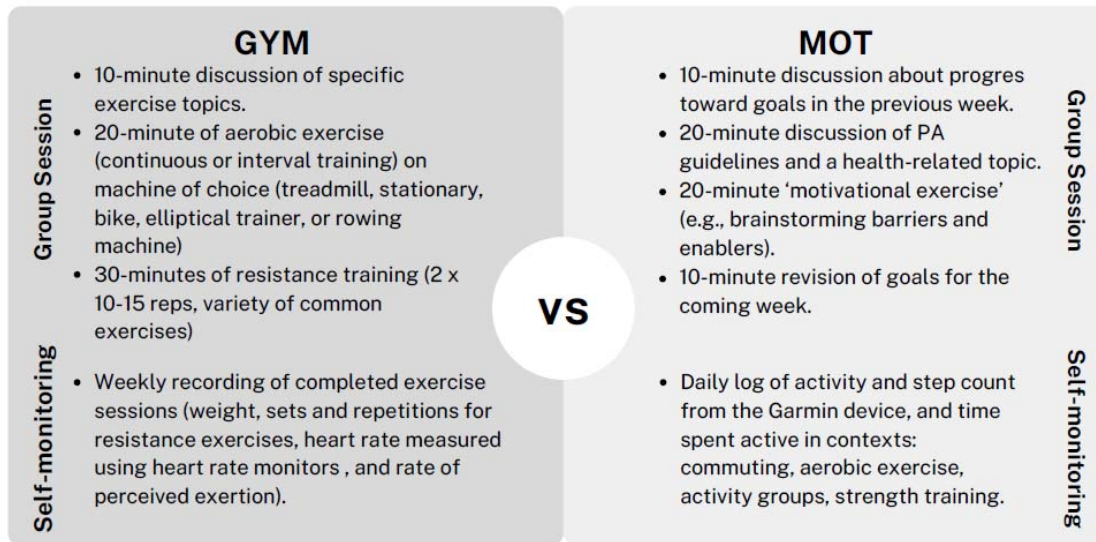 GYM
Group Session
• 10-minute discussion of specific
exercise topics.
• 20-minute of aerobic exercise
(continuous or interval training) on
machine of choice (treadmill, stationary,
bike, elliptical trainer, or rowing
machine)
• 30-minutes of resistance training (2 x
10-15 reps, variety of common
exercises)
Self-monitoring
• Weekly recording of completed exercise
sessions (weight, sets and repetitions for
resistance exercises, heart rate measured
using heart rate monitors , and rate of
perceived exertion).
vs
MOT
Group Session
• 10-minute discussion about progres
toward goals in the previous week.
• 20-minute discussion of PA
guidelines and a health-related topic.
• 20-minute ‘motivational exercise’
(e.g., brainstorming barriers and
enablers).
• 10-minute revision of goals for the
coming week.
Self-monitoring
• Daily log of activity and step count
from the Garmin device, and time
spent active in contexts:
commuting, aerobic exercise,
activity groups, strength training.